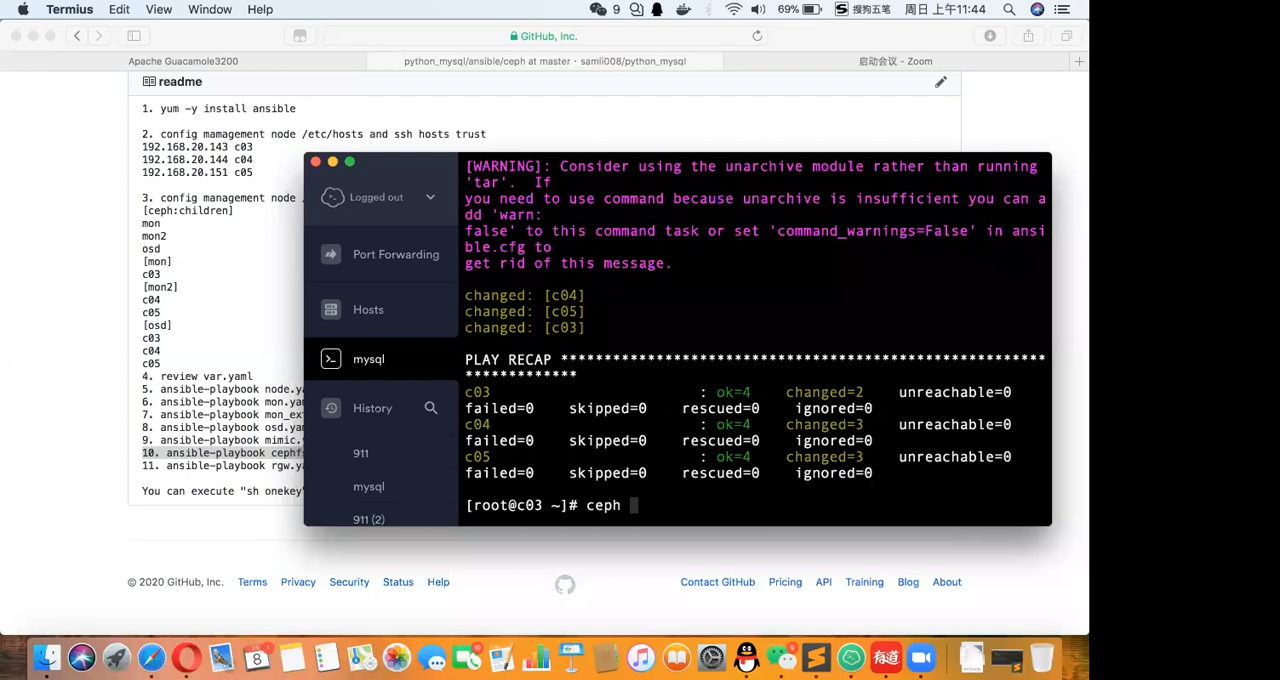 Termius Edit View Window Help 9 69% S 搜狗五笔 周日 上午11:44
GitHub, Inc.
Apache Guacamole3200 python_mysql/ansible/ceph at master · samli008/python_mysql 启动会议 - Zoom
readme
1. yum -y install ansible
2. config mamagement node /etc/hosts and ssh hosts trust
192.168.20.143 c03
192.168.20.144 c04
192.168.20.151 c05
3. config mamagement node /
[ceph:children]
mon
mon2
osd
[mon]
c03
[mon2]
c04
c05
[osd]
c03
c04
c05
4. review var.yaml
5. ansible-playbook node.ya
6. ansible-playbook mon.yam
7. ansible-playbook mon_ext
8. ansible-playbook osd.yam
9. ansible-playbook mimic.y
10. ansible-playbook cephfs
11. ansible-playbook rgw.ya
You can execute "sh onekey
Logged out
Port Forwarding
Hosts
mysql
History
911
mysql
911 (2)
[WARNING]: Consider using the unarchive module rather than running
'tar'.  If
you need to use command because unarchive is insufficient you can a
dd 'warn:
false' to this command task or set 'command_warnings=False' in ansi
ble.cfg to
get rid of this message.
changed: [c04]
changed: [c05]
changed: [c03]
PLAY RECAP *******************************************************
*************
c03 : ok=4 changed=2 unreachable=0
failed=0 skipped=0 rescued=0 ignored=0
c04 : ok=4 changed=3 unreachable=0
failed=0 skipped=0 rescued=0 ignored=0
c05 : ok=4 changed=3 unreachable=0
failed=0 skipped=0 rescued=0 ignored=0
[root@c03 ~]# ceph
© 2020 GitHub, Inc. Terms Privacy Security Status Help Contact GitHub Pricing API Training Blog About
8 有道